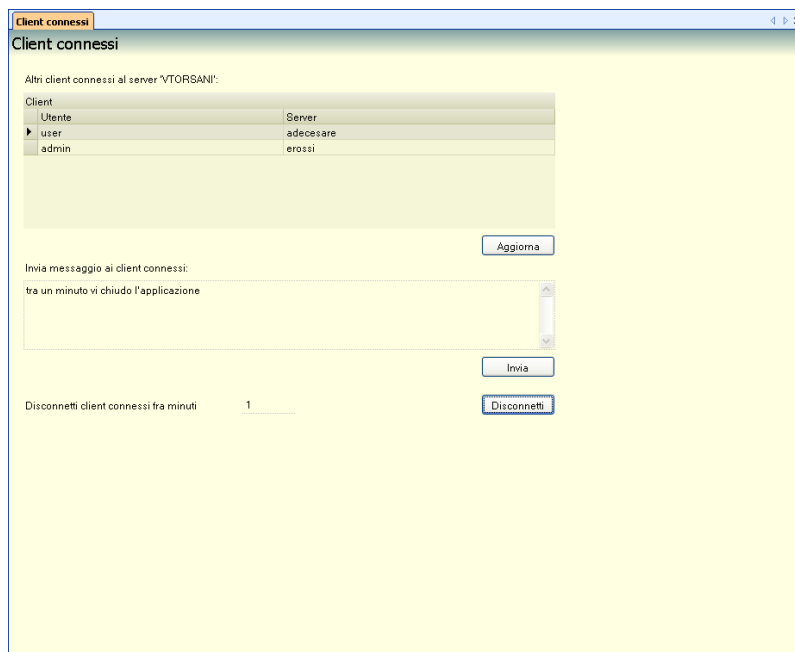 Client connessi
Client connessi
Altri client connessi al server 'VTORSANI':
Client
Utente Server
user adecesare
admin erossi
Aggiorna
Invia messaggio ai client connessi:
tra un minuto vi chiudo l'applicazione
Invia
Disconnetti client connessi fra minuti 1 Disconnetti